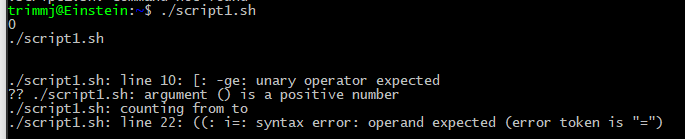 trimmj@Einstein:~$ ./script1.sh
0
./script1.sh
./script1.sh: line 10: [: -ge: unary operator expected
?? ./script1.sh: argument () is a positive number
./script1.sh: counting from to
./script1.sh: line 22: ((: i=: syntax error: operand expected (error token is "=")